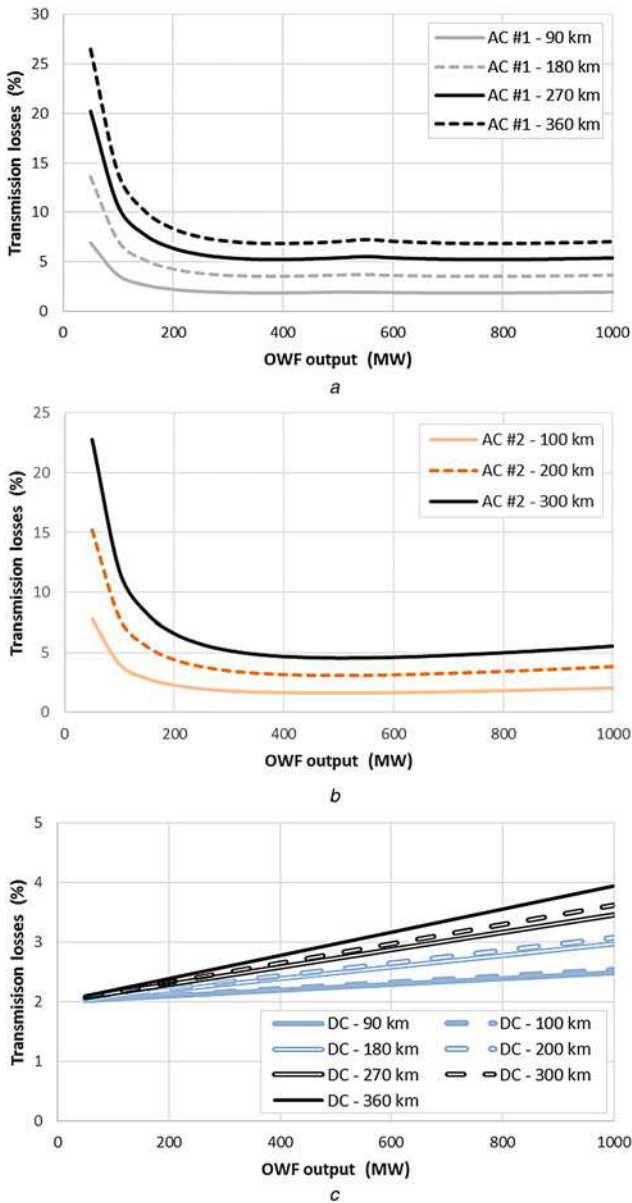 30
25
20
15
10
5
0
Transmission losses (%)
AC #1 - 90 km
AC #1 - 180 km
AC #1 - 270 km
AC #1 - 360 km
0 200 400 600 800 1000
OWF output (MW)
a
25
20
15
10
5
0
Transmission losses (%)
AC #2 - 100 km
AC #2 - 200 km
AC #2 - 300 km
0 200 400 600 800 1000
OWF output (MW)
b
5
4
3
2
1
0
Transmisison losses (%)
DC - 90 km DC - 100 km
DC - 180 km DC - 200 km
DC - 270 km DC - 300 km
DC - 360 km
0 200 400 600 800 1000
OWF output (MW)
c